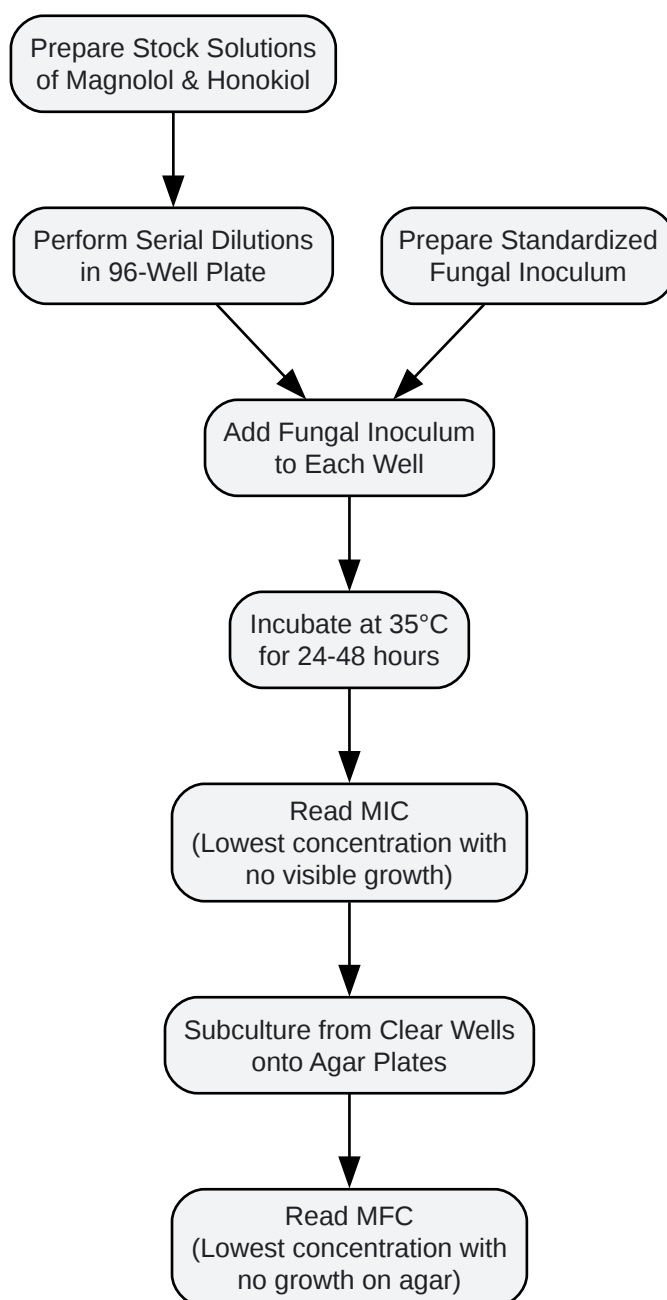 Prepare Stock Solutions
of Magnolol & Honokiol
Perform Serial Dilutions
in 96-Well Plate
Prepare Standardized
Fungal Inoculum
Add Fungal Inoculum
to Each Well
Incubate at 35°C
for 24-48 hours
Read MIC
(Lowest concentration with
no visible growth)
Subculture from Clear Wells
onto Agar Plates
Read MFC
(Lowest concentration with
no growth on agar)